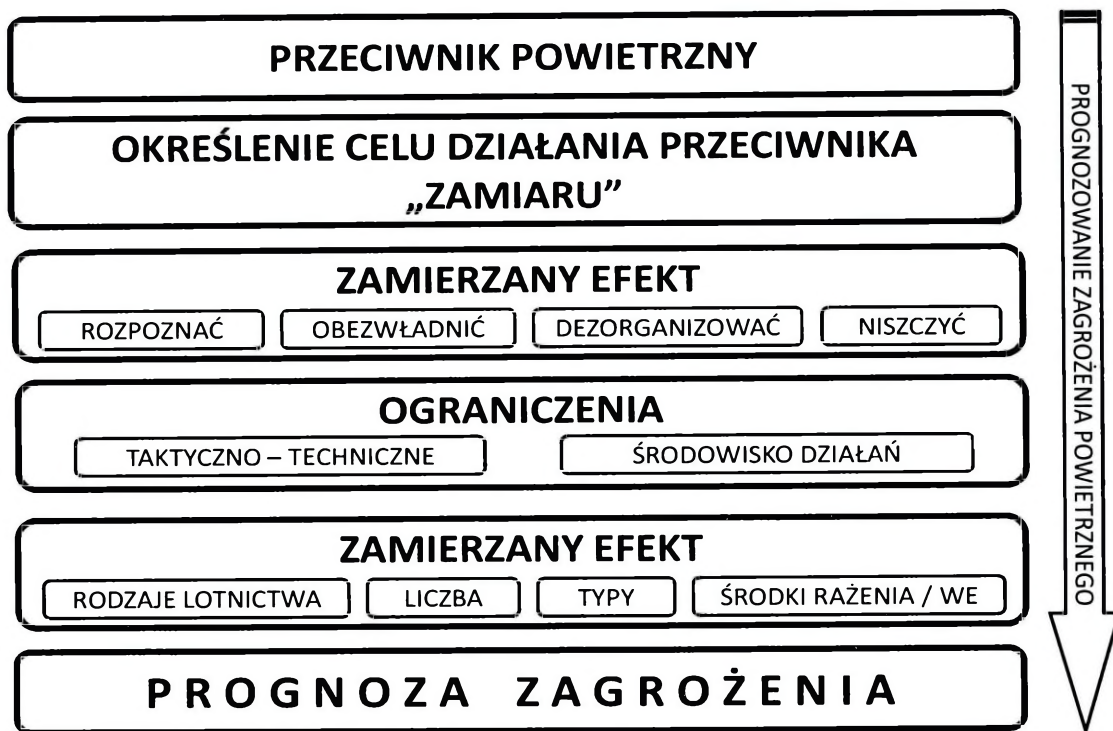 PRZECIWNIK POWIETRZNY
OKREŚLENIE CELU DZIAŁANIA PRZECIWNIKA
„ZAMIARU”
ZAMIERZANY EFEKT
ROZPOZNAĆ
OBEZWŁADNIĆ
DEZORGANIZOWAĆ
NISZCZYĆ
OGRANICZENIA
TAKTYCZNO – TECHNICZNE
ŚRODOWISKO DZIAŁAŃ
ZAMIERZANY EFEKT
RODZAJE LOTNICTWA
LICZBA
TYPY
ŚRODKI RAŻENIA / WE
PROGNOZA ZAGROŻENIA
PROGNOZOWANIE ZAGROŻENIA POWIETRZNEGO